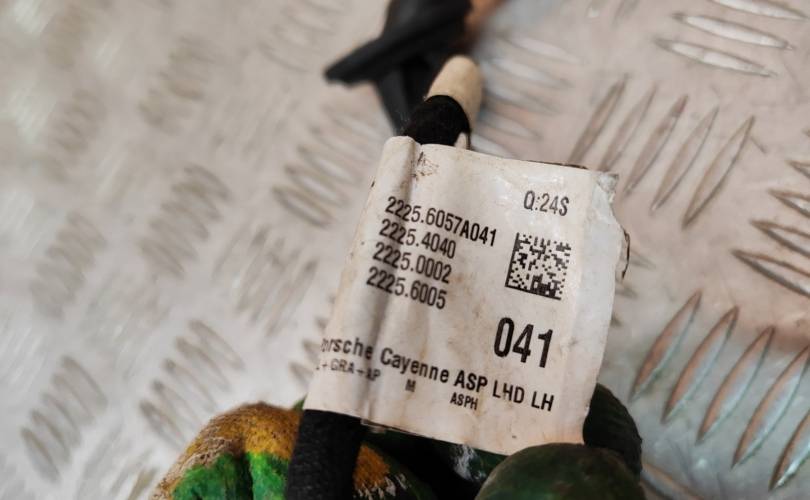 Q:24S
2225.6057A041
2225.4040
2225.0002
2225.6005
041
orsche Cayenne ASP LHD LH
GRA-AP M ASPH